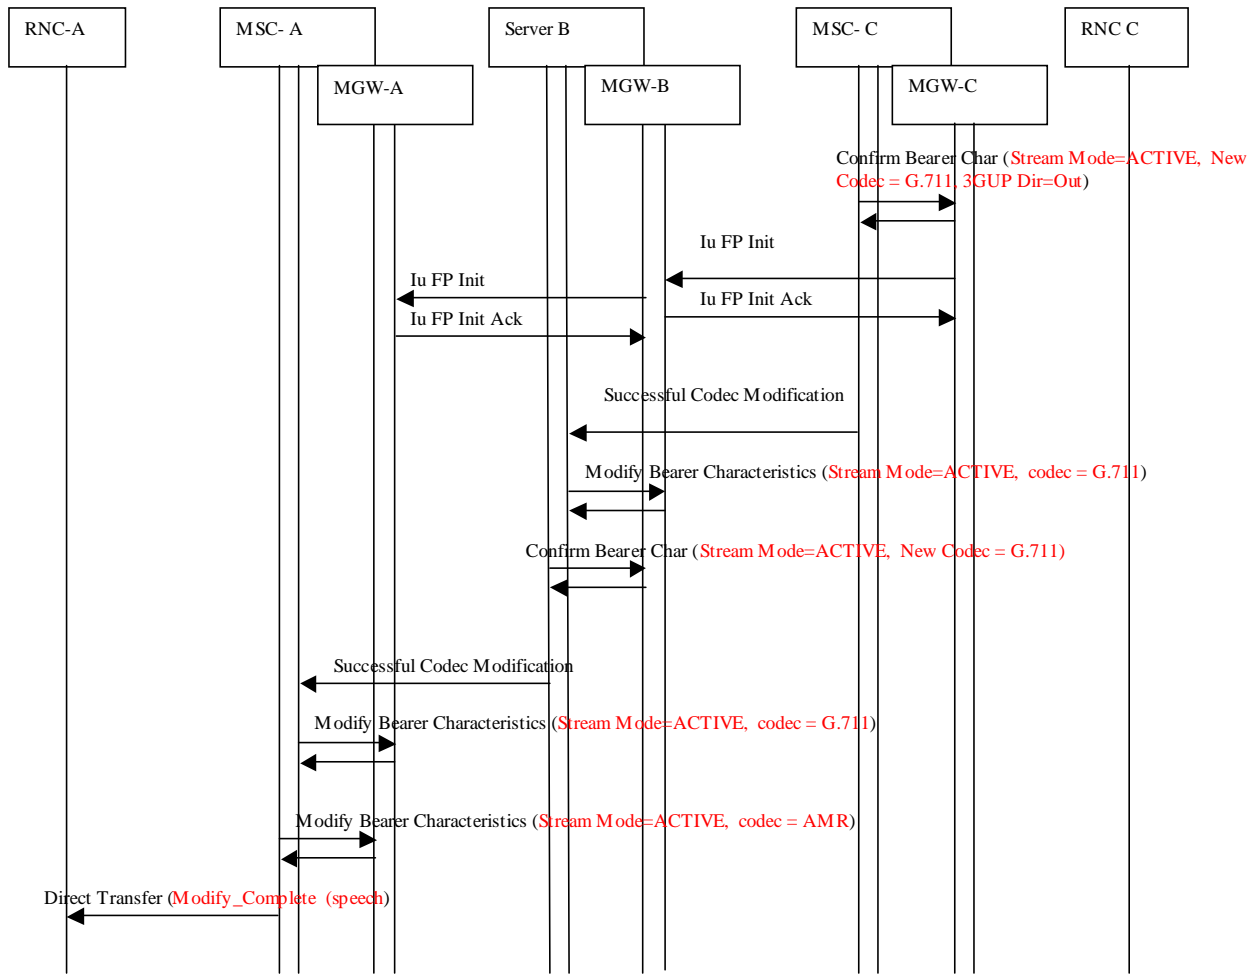 RNC-A
MSC- A
Server B
MSC- C
RNC C
MGW-A
MGW-B
MGW-C
Confirm Bearer Char (Stream Mode=ACTIVE, New
Codec = G.711, 3GUP Dir=Out)
Iu FP Init
Iu FP Init
Iu FP Init Ack
Iu FP Init Ack
Successful Codec Modification
Modify Bearer Characteristics (Stream Mode=ACTIVE, codec = G.711)
Confirm Bearer Char (Stream Mode=ACTIVE, New Codec = G.711)
Successful Codec Modification
Modify Bearer Characteristics (Stream Mode=ACTIVE, codec = G.711)
Modify Bearer Characteristics (Stream Mode=ACTIVE, codec = AMR)
Direct Transfer (Modify_Complete (speech)